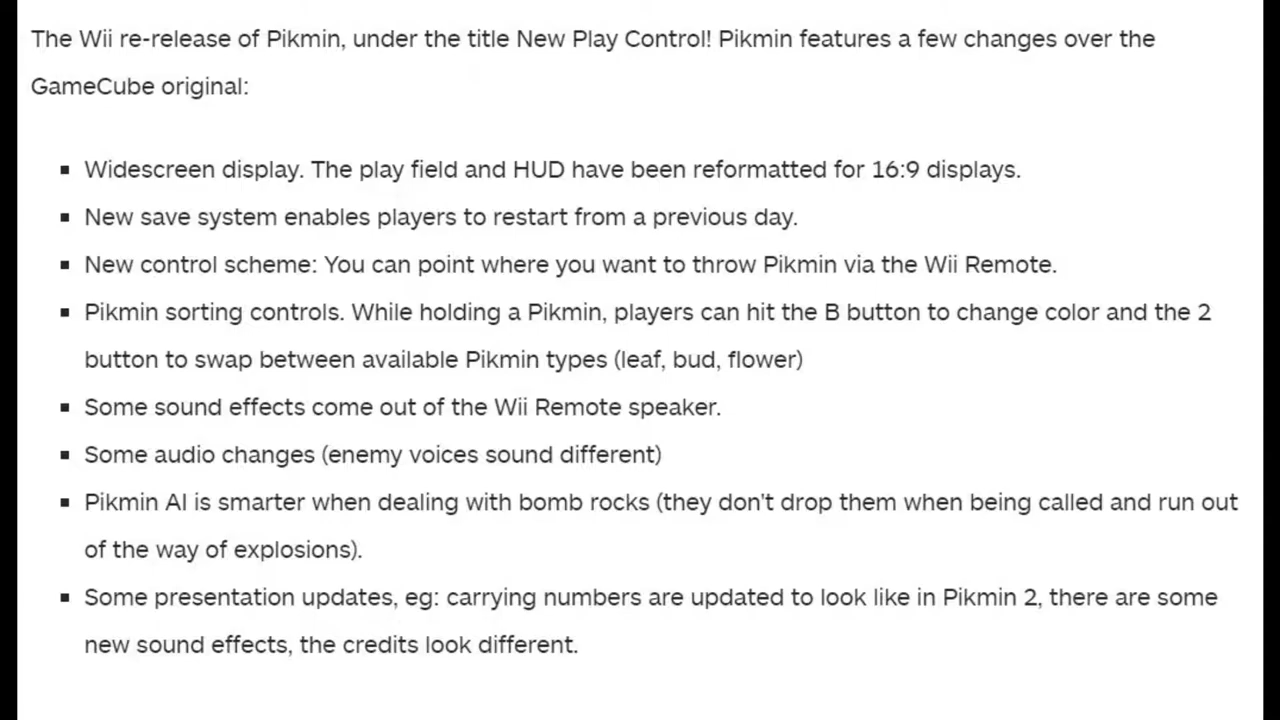 The Wii re-release of Pikmin, under the title New Play Control! Pikmin features a few changes over the
GameCube original:
▪ Widescreen display. The play field and HUD have been reformatted for 16:9 displays.
▪ New save system enables players to restart from a previous day.
▪ New control scheme: You can point where you want to throw Pikmin via the Wii Remote.
▪ Pikmin sorting controls. While holding a Pikmin, players can hit the B button to change color and the 2
button to swap between available Pikmin types (leaf, bud, flower)
▪ Some sound effects come out of the Wii Remote speaker.
▪ Some audio changes (enemy voices sound different)
▪ Pikmin AI is smarter when dealing with bomb rocks (they don't drop them when being called and run out
of the way of explosions).
▪ Some presentation updates, eg: carrying numbers are updated to look like in Pikmin 2, there are some
new sound effects, the credits look different.